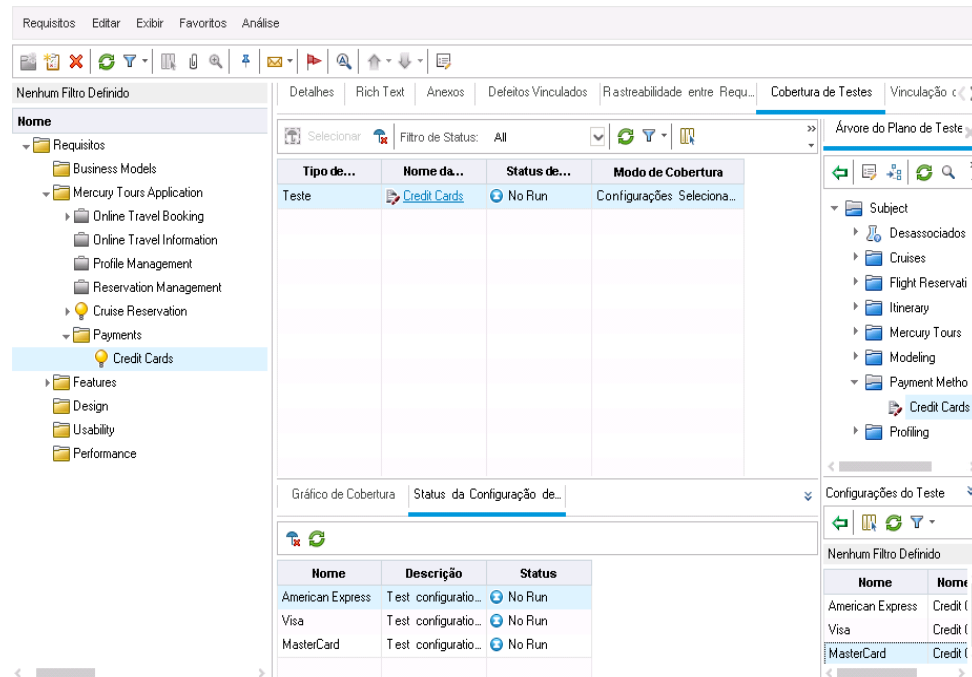 Requisitos Editar Exibir Favoritos Análise
Nenhum Filtro Definido
Nome
Requisitos
Business Models
Mercury Tours Application
Online Travel Booking
Online Travel Information
Profile Management
Reservation Management
Cruise Reservation
Payments
Credit Cards
Features
Design
Usability
Performance
Detalhes Rich Text Anexos Defeitos Vinculados Rastreabilidade entre Requ... Cobertura de Testes Vinculação
Selecionar Filtro de Status: All
Tipo de... Nome da... Status de... Modo de Cobertura
Teste Credit Cards No Run Configurações Seleciona...
Gráfico de Cobertura Status da Configuração de...
Nome Descrição Status
American Express Test configuratio... No Run
Visa Test configuratio... No Run
MasterCard Test configuratio... No Run
Árvore do Plano de Teste
Subject
Desassociados
Cruises
Flight Reservati
Itinerary
Mercury Tours
Modeling
Payment Metho
Credit Cards
Profiling
Configurações do Teste
Nenhum Filtro Definido
Nome Nome
American Express Credit
Visa Credit
MasterCard Credit